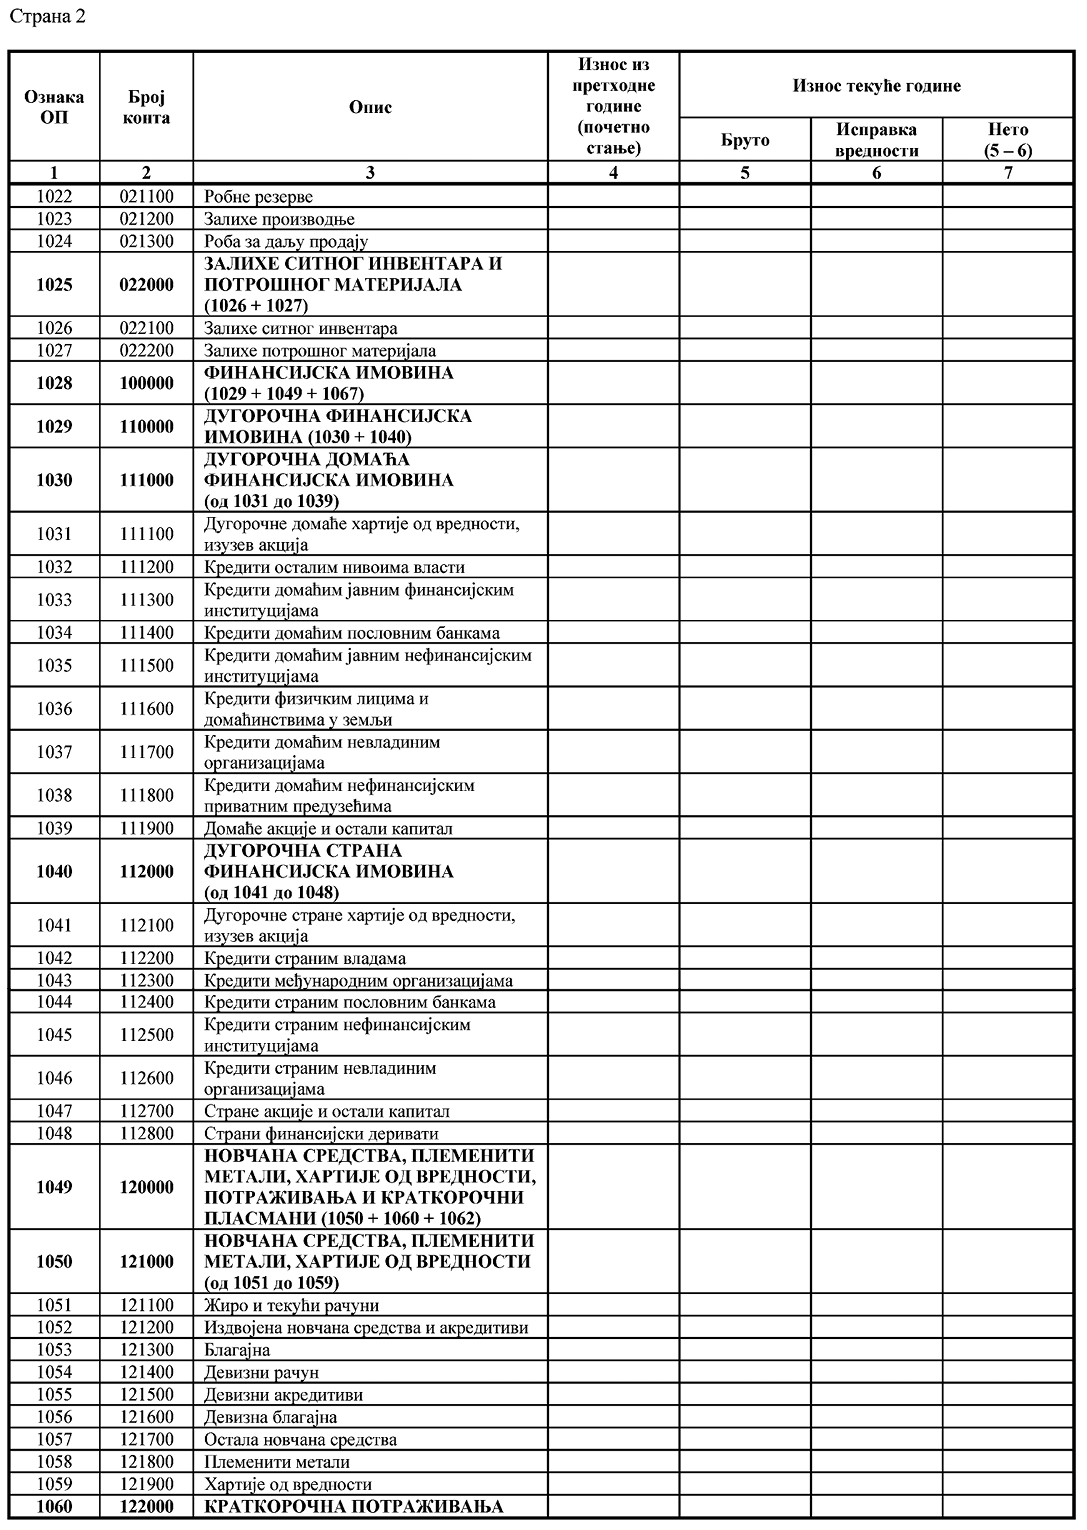 Страна 2
Ознака ОП | Број конта | Опис | Износ из претходне године (почетно стање) | Износ текуће године
Бруто | Исправка вредности | Нето (5 – 6)
1 | 2 | 3 | 4 | 5 | 6 | 7
1022 | 021100 | Робне резерве
1023 | 021200 | Залихе производње
1024 | 021300 | Роба за даљу продају
1025 | 022000 | ЗАЛИХЕ СИТНОГ ИНВЕНТАРА И
ПОТРОШНОГ МАТЕРИЈАЛА
(1026 + 1027)
1026 | 022100 | Залихе ситног инвентара
1027 | 022200 | Залихе потрошног материјала
1028 | 100000 | ФИНАНСИЈСКА ИМОВИНА
(1029 + 1049 + 1067)
1029 | 110000 | ДУГОРОЧНА ФИНАНСИЈСКА
ИМОВИНА (1030 + 1040)
1030 | 111000 | ДУГОРОЧНА ДОМАЋА
ФИНАНСИЈСКА ИМОВИНА
(од 1031 до 1039)
1031 | 111100 | Дугорочне домаће хартије од вредности,
изузев акција
1032 | 111200 | Кредити осталим нивоима власти
1033 | 111300 | Кредити домаћим јавним финансијским
институцијама
1034 | 111400 | Кредити домаћим пословним банкама
1035 | 111500 | Кредити домаћим јавним нефинансијским
институцијама
1036 | 111600 | Кредити физичким лицима и
домаћинствима у земљи
1037 | 111700 | Кредити домаћим невладиним
организацијама
1038 | 111800 | Кредити домаћим нефинансијским
приватним предузећима
1039 | 111900 | Домаће акције и остали капитал
1040 | 112000 | ДУГОРОЧНА СТРАНА
ФИНАНСИЈСКА ИМОВИНА
(од 1041 до 1048)
1041 | 112100 | Дугорочне стране хартије од вредности,
изузев акција
1042 | 112200 | Кредити страним владама
1043 | 112300 | Кредити међународним организацијама
1044 | 112400 | Кредити страним пословним банкама
1045 | 112500 | Кредити страним нефинансијским
институцијама
1046 | 112600 | Кредити страним невладиним
организацијама
1047 | 112700 | Стране акције и остали капитал
1048 | 112800 | Страни финансијски деривати
1049 | 120000 | НОВЧАНА СРЕДСТВА, ПЛЕМЕНИТИ
МЕТАЛИ, ХАРТИЈЕ ОД ВРЕДНОСТИ,
ПОТРАЖИВАЊА И КРАТКОРОЧНИ
ПЛАСМАНИ (1050 + 1060 + 1062)
1050 | 121000 | НОВЧАНА СРЕДСТВА, ПЛЕМЕНИТИ
МЕТАЛИ, ХАРТИЈЕ ОД ВРЕДНОСТИ
(од 1051 до 1059)
1051 | 121100 | Жиро и текући рачуни
1052 | 121200 | Издвојена новчана средства и акредитиви
1053 | 121300 | Благајна
1054 | 121400 | Девизни рачун
1055 | 121500 | Девизни акредитиви
1056 | 121600 | Девизна благајна
1057 | 121700 | Остала новчана средства
1058 | 121800 | Племенити метали
1059 | 121900 | Хартије од вредности
1060 | 122000 | КРАТКОРОЧНА ПОТРАЖИВАЊА